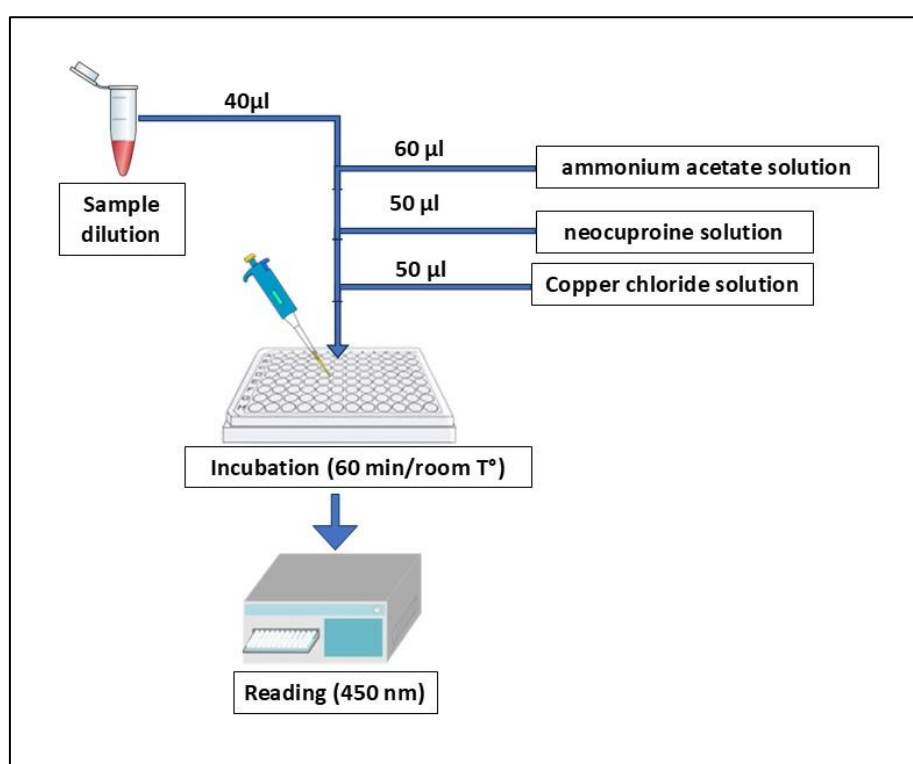 40µl
60 µl
ammonium acetate solution
Sample
dilution
50 µl
neocuproine solution
50 µl
Copper chloride solution
Incubation (60 min/room T°)
Reading (450 nm)